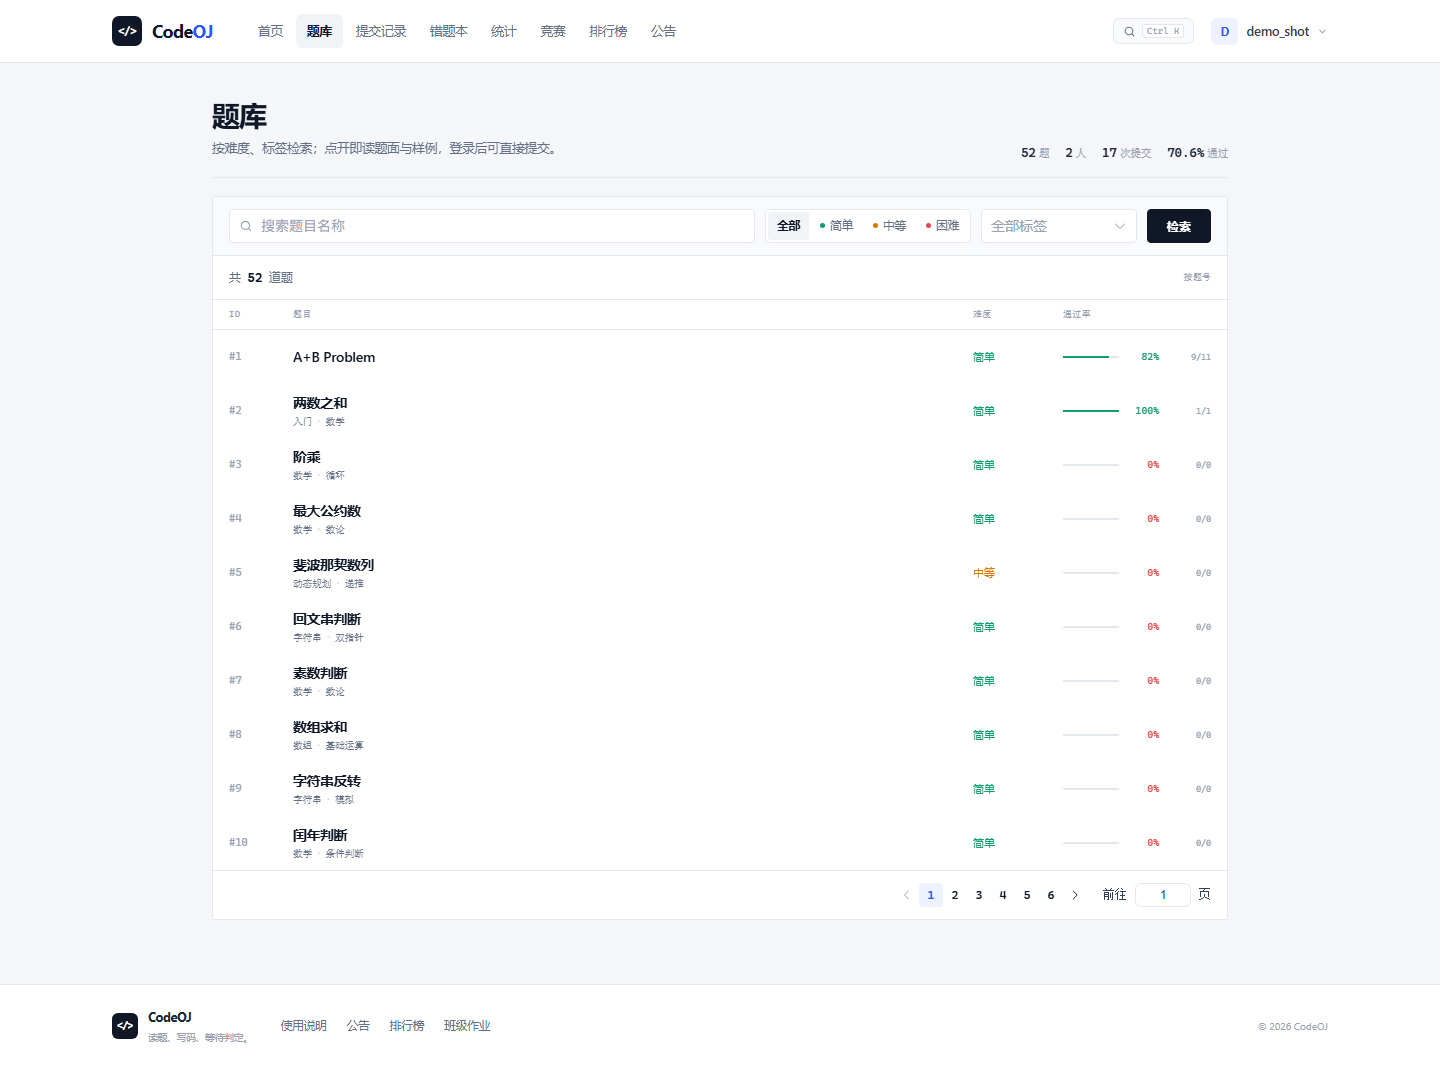 </> CodeOJ 首页 题库 提交记录 错题本 统计 竞赛 排行榜 公告 Ctrl K D demo_shot
题库
按难度、标签检索；点开即读题面与样例，登录后可直接提交。
52 题 2 人 17 次提交 70.6% 通过
搜索题目名称 全部 简单 中等 困难 全部标签 检索
共 52 道题 按题号
ID 题目 难度 通过率
#1 A+B Problem 简单 82% 9/11
#2 两数之和 简单 100% 1/1
入门 · 数学
#3 阶乘 简单 0% 0/0
数学 · 循环
#4 最大公约数 简单 0% 0/0
数学 · 数论
#5 斐波那契数列 中等 0% 0/0
动态规划 · 递推
#6 回文串判断 简单 0% 0/0
字符串 · 双指针
#7 素数判断 简单 0% 0/0
数学 · 数论
#8 数组求和 简单 0% 0/0
数组 · 基础运算
#9 字符串反转 简单 0% 0/0
字符串 · 模拟
#10 闰年判断 简单 0% 0/0
数学 · 条件判断
1 2 3 4 5 6 前往 1 页
</> CodeOJ
读题、写码、等待判定。
使用说明 公告 排行榜 班级作业
© 2026 CodeOJ